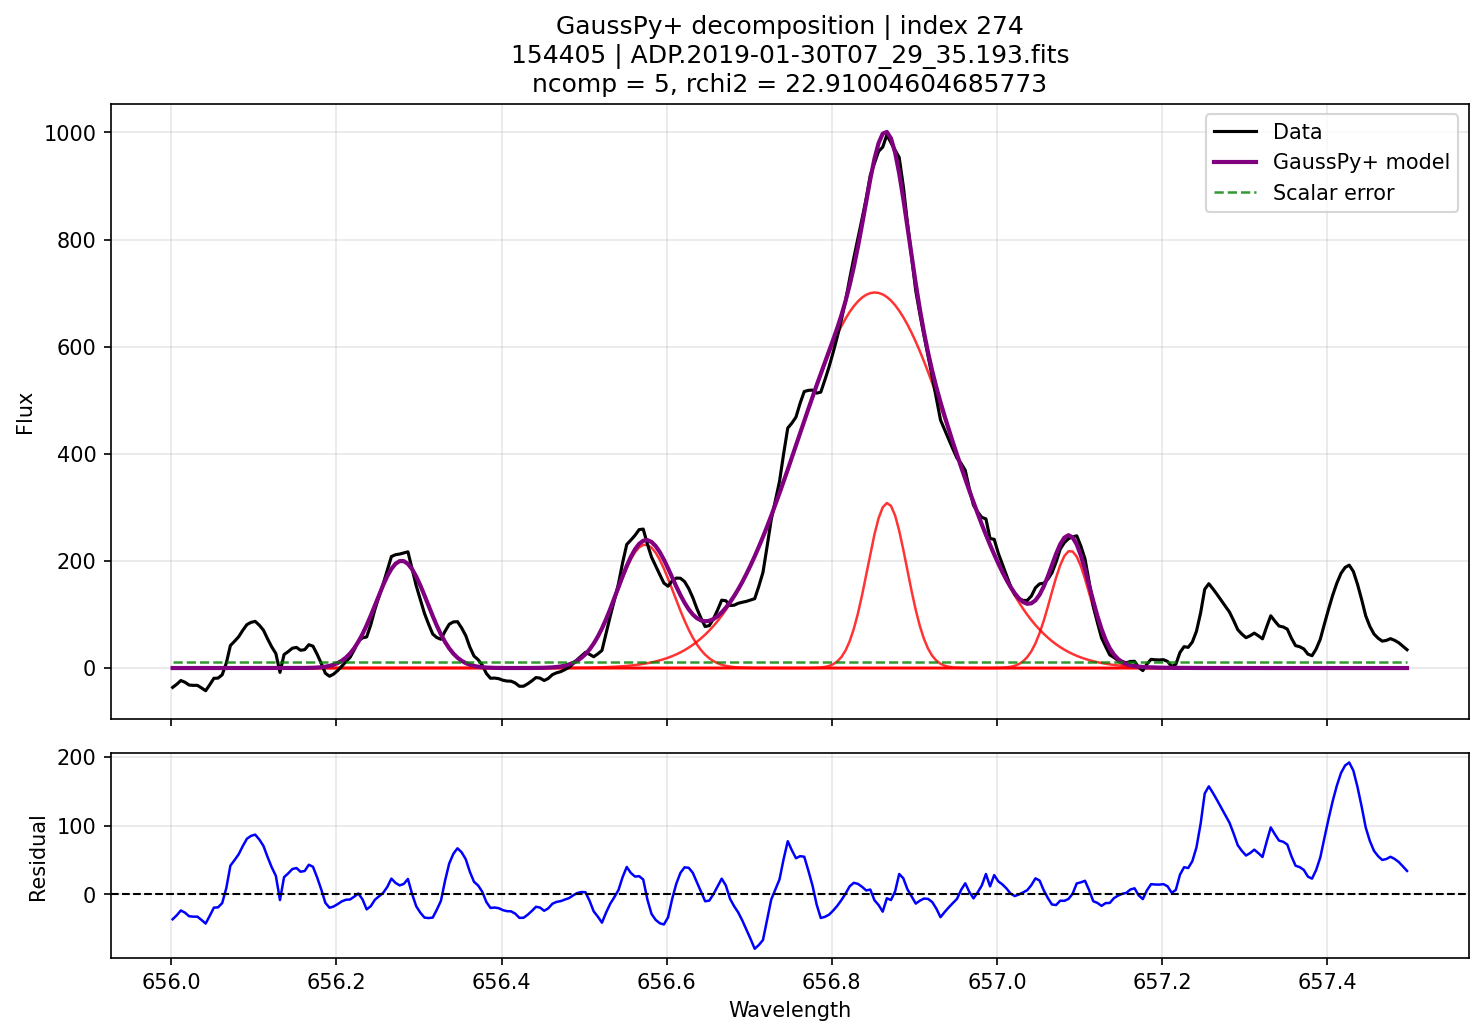 GaussPy+ decomposition | index 274
154405 | ADP.2019-01-30T07_29_35.193.fits
ncomp = 5, rchi2 = 22.91004604685773
Data
GaussPy+ model
Scalar error
1000
800
600
400
200
0
Flux
200
100
0
Residual
656.0 656.2 656.4 656.6 656.8 657.0 657.2 657.4
Wavelength